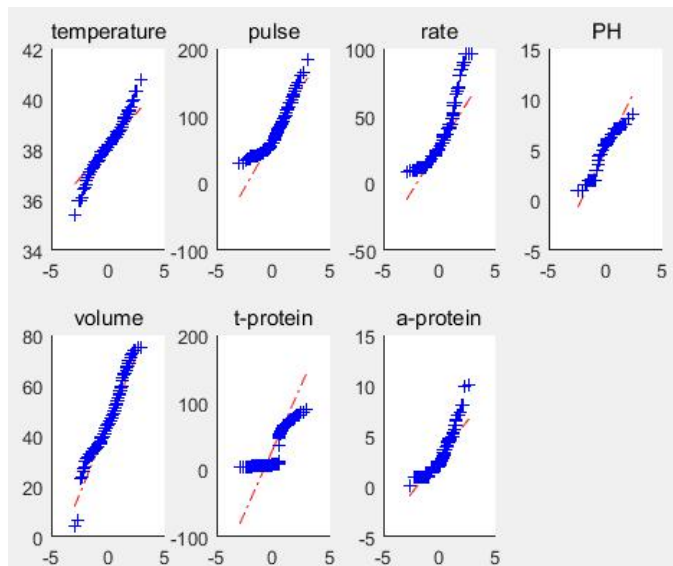 temperature pulse rate PH
42 200 100 15
40 100 50 10
38 0 0 5
36 0
34 -100 -50 -5
-5 0 5 -5 0 5 -5 0 5 -5 0 5
volume t-protein a-protein
80 200 15
60 100 10
40 0 5
20 0
0 -100 -5
-5 0 5 -5 0 5 -5 0 5